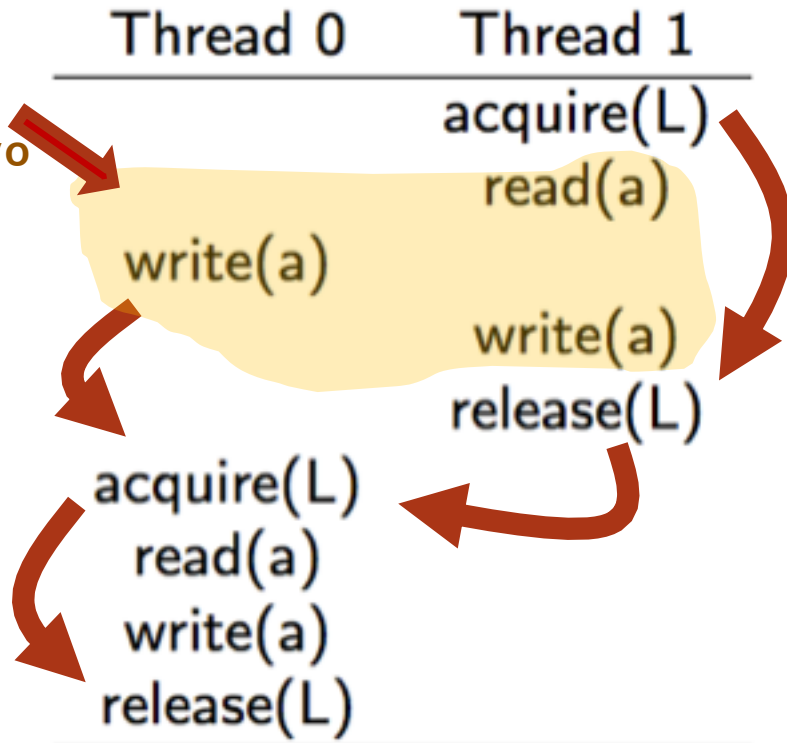 Thread 0 Thread 1
acquire(L)
read(a)
write(a)
write(a)
release(L)
acquire(L)
read(a)
write(a)
release(L)